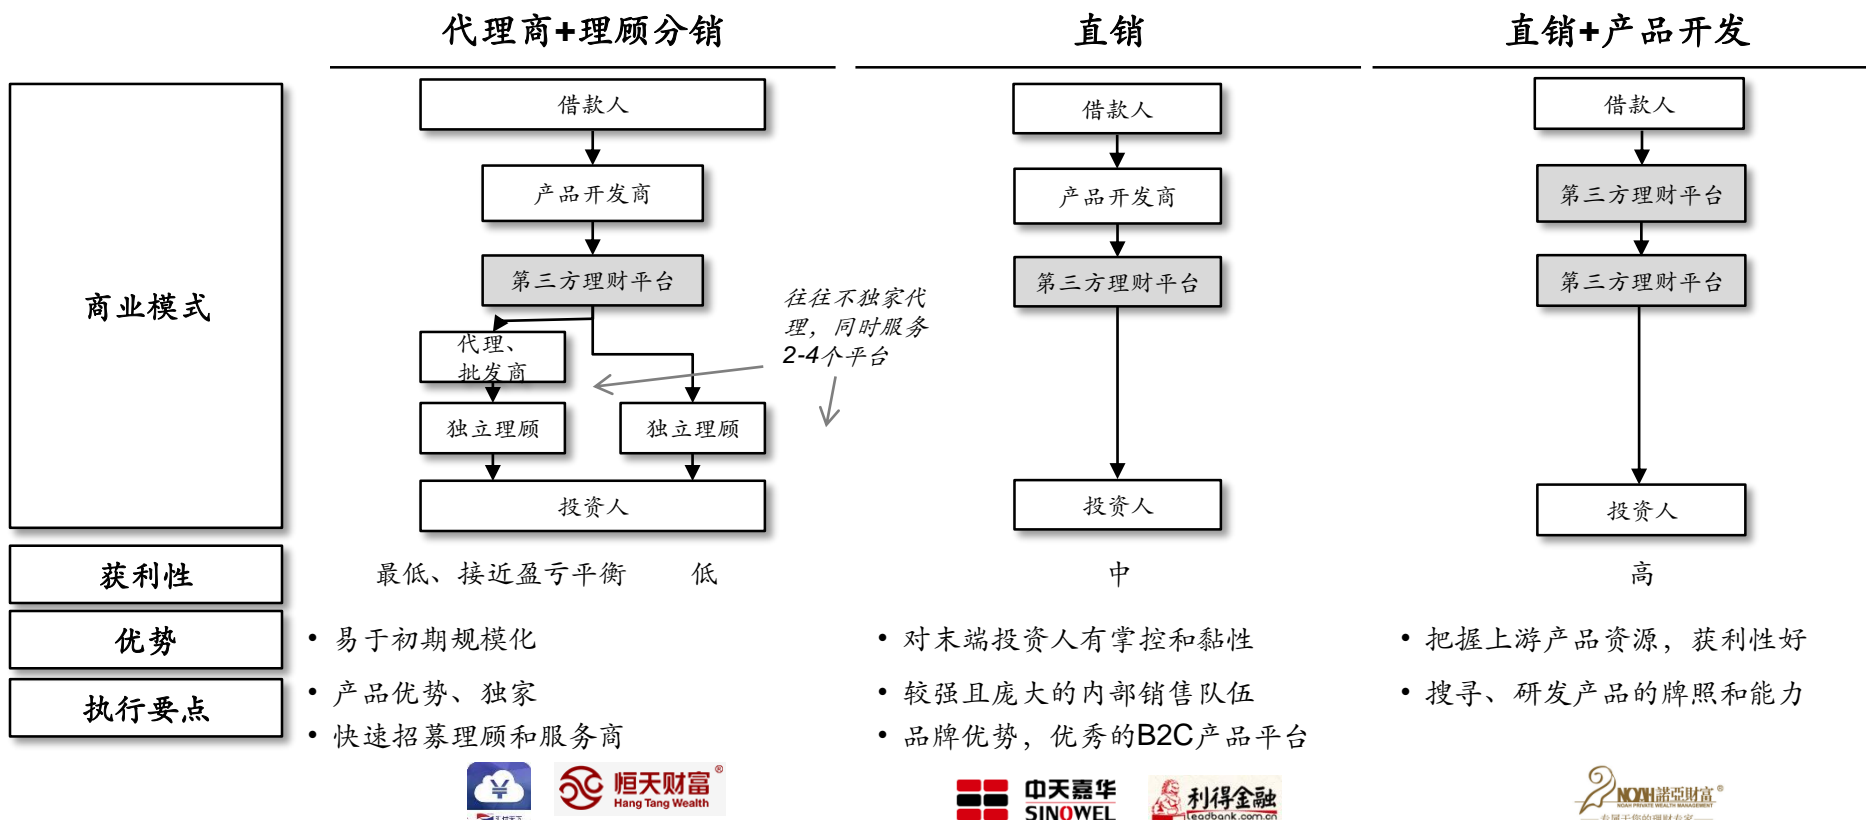 代理商+理顾分销
直销
直销+产品开发
商业模式
借款人
产品开发商
第三方理财平台
代理、
批发商
独立理顾
独立理顾
投资人
往往不独家代
理，同时服务
2-4个平台
借款人
产品开发商
第三方理财平台
投资人
借款人
第三方理财平台
第三方理财平台
投资人
获利性
最低、接近盈亏平衡
低
中
高
优势
• 易于初期规模化
• 对末端投资人有掌控和黏性
• 把握上游产品资源，获利性好
执行要点
• 产品优势、独家
• 快速招募理顾和服务商
• 较强且庞大的内部销售队伍
• 品牌优势，优秀的B2C产品平台
• 搜寻、研发产品的牌照和能力
恒天财富®
Hang Tang Wealth
中天嘉华
SINOWEL
利得金融
Leadbank.com.cn
NOAH 諾亞財富®
NOAH PRIVATE WEALTH MANAGEMENT